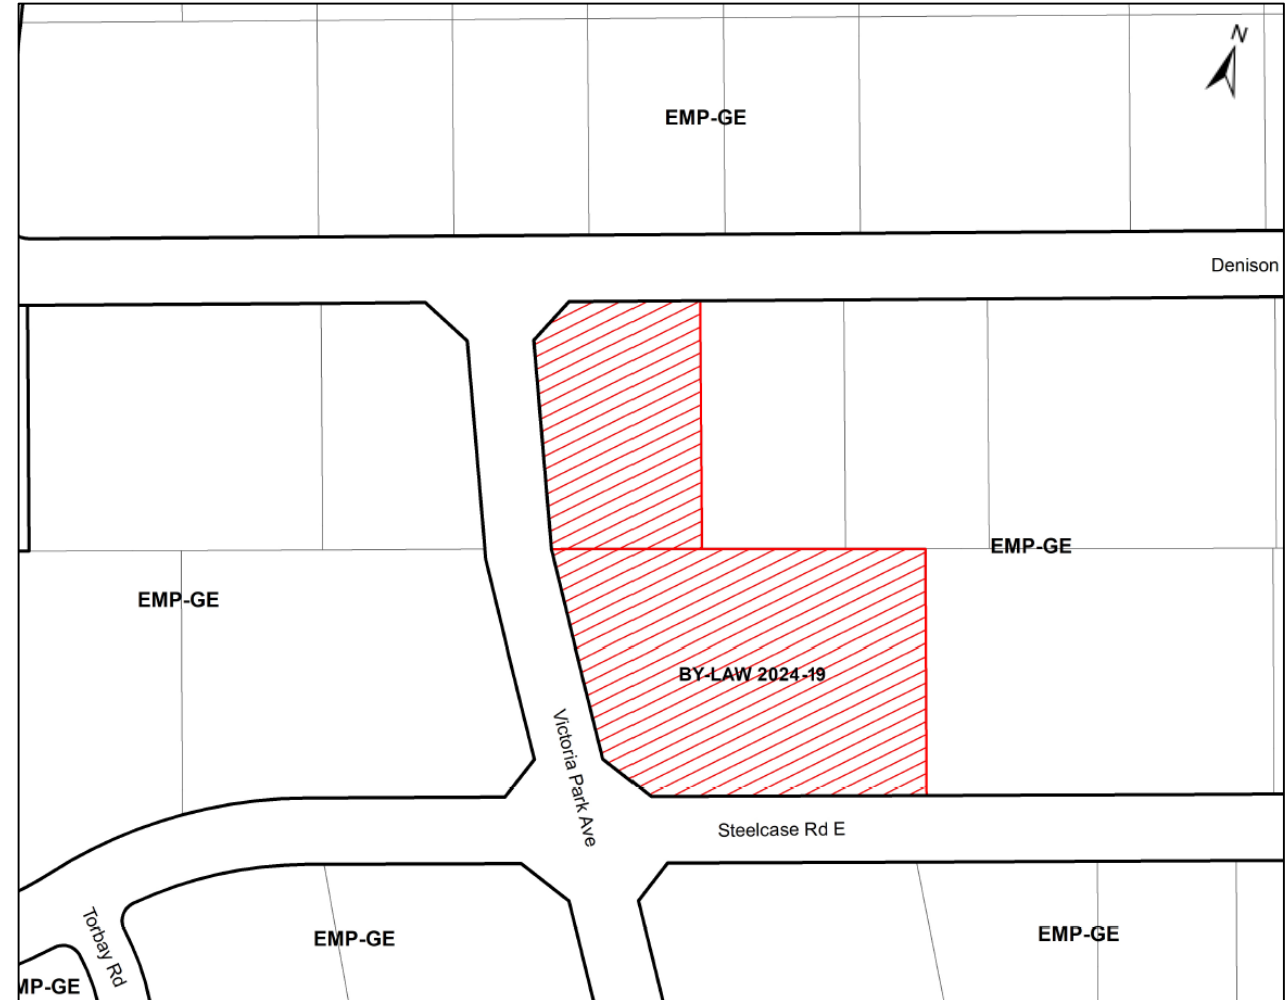 N
EMP-GE
Denison
EMP-GE
EMP-GE
BY-LAW 2024-19
Victoria Park Ave
Steelcase Rd E
Torbay Rd
EMP-GE
EMP-GE
MP-GE